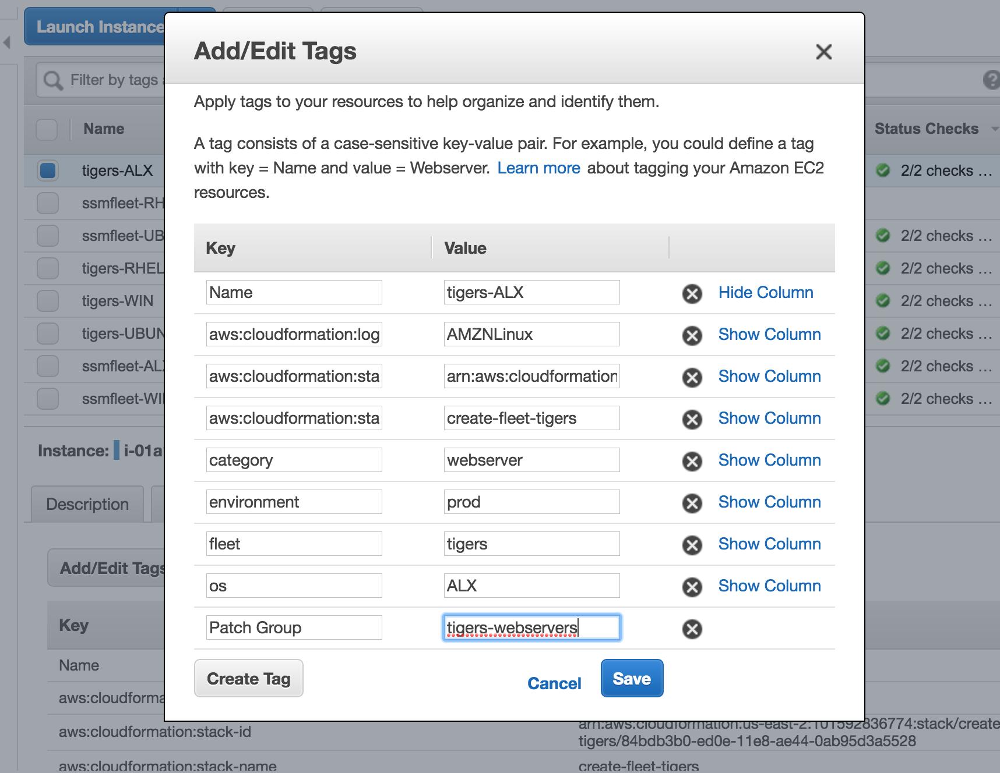 Launch Instance
Add/Edit Tags
Filter by tags
Apply tags to your resources to help organize and identify them.
Name
Status Checks
A tag consists of a case-sensitive key-value pair. For example, you could define a tag
with key = Name and value = Webserver. Learn more about tagging your Amazon EC2
resources.
tigers-ALX
2/2 checks ...
ssmfleet-RH
ssmfleet-UB
2/2 checks ...
tigers-RHEL
2/2 checks ...
tigers-WIN
2/2 checks ...
tigers-UBUN
2/2 checks ...
ssmfleet-AL
2/2 checks ...
ssmfleet-WI
2/2 checks ...
Key Value
Name tigers-ALX Hide Column
aws:cloudformation:log AMZNLinux Show Column
aws:cloudformation:sta arn:aws:cloudformation Show Column
aws:cloudformation:sta create-fleet-tigers Show Column
category webserver Show Column
environment prod Show Column
fleet tigers Show Column
os ALX Show Column
Patch Group tigers-webservers
Create Tag Cancel Save
Instance: i-01a
Description
Add/Edit Tags
Key
Name
aws:cloudforma
aws:cloudformation:stack-id
arn:aws:cloudformation:us-east-2:101592836774:stack/create
tigers/84bdb3b0-ed0e-11e8-ae44-0ab95d3a5528
aws:cloudformation:stack-name create-fleet-tigers